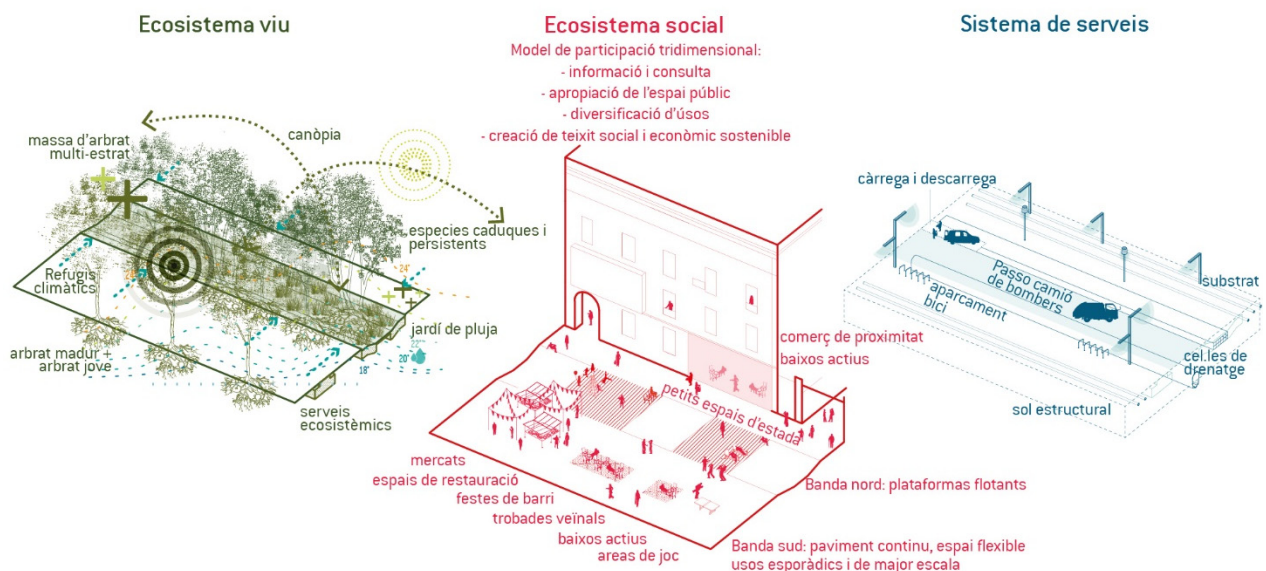 Ecosistema viu
massa d'arbrat
multi-estrat
canòpia
especies caduques i
persistents
Refugis
climàtics
24°
jardí de pluja
22°
20°
18°
arbrat madur +
arbrat jove
serveis
ecosistèmics
Ecosistema social
Model de participació tridimensional:
- informació i consulta
- apropiació de l'espai públic
- diversificació d'úsos
- creació de teixit social i econòmic sostenible
comerç de proximitat
baixos actius
petits espais d'estada
mercats
espais de restauració
festes de barri
trobades veïnals
baixos actius
areas de joc
Banda nord: plataformas flotants
Banda sud: paviment continu, espai flexible
usos esporàdics i de major escala
Sistema de serveis
càrrega i descarrega
Passo camió
de bombers
aparcament
bici
substrat
cel.les de
drenatge
sol estructural